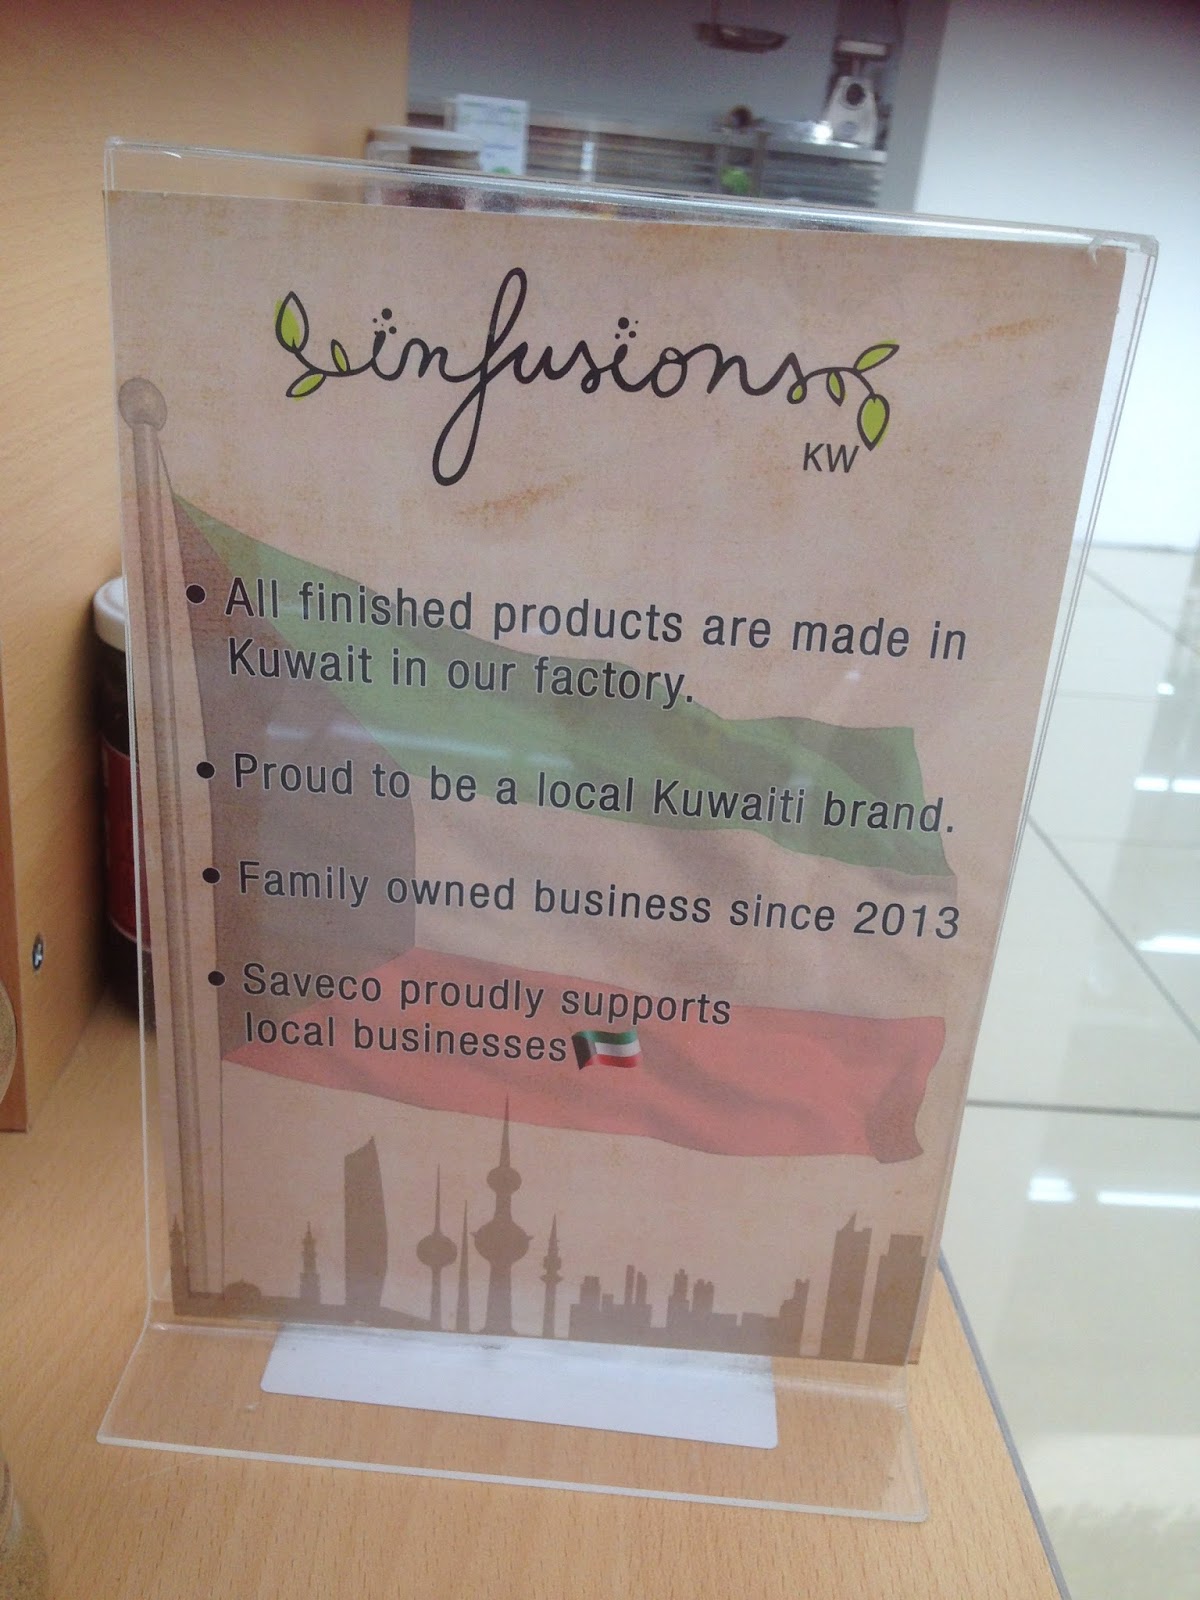 infusions
KW
• All finished products are made in
Kuwait in our factory.
• Proud to be a local Kuwaiti brand.
• Family owned business since 2013
• Saveco proudly supports
local businesses🇰🇼